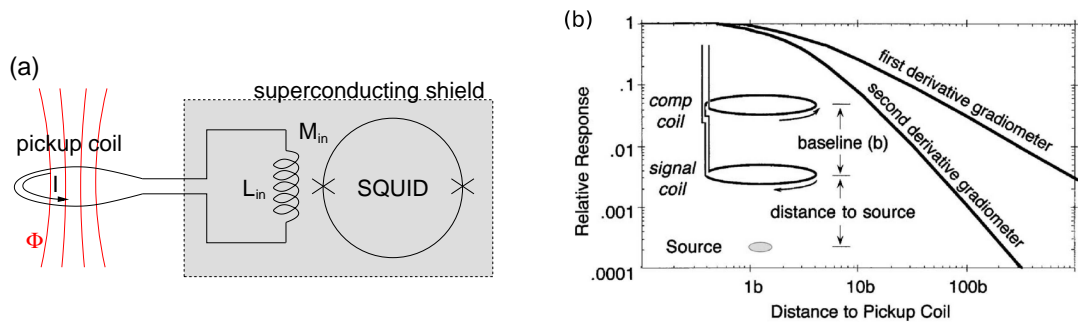 (a)
superconducting shield
pickup coil
M_in
I
L_in
SQUID
Φ
(b)
Relative Response
1
.1
.01
.001
.0001
first derivative gradiometer
second derivative gradiometer
comp
coil
baseline (b)
signal
coil
distance to source
Source
1b
10b
100b
Distance to Pickup Coil